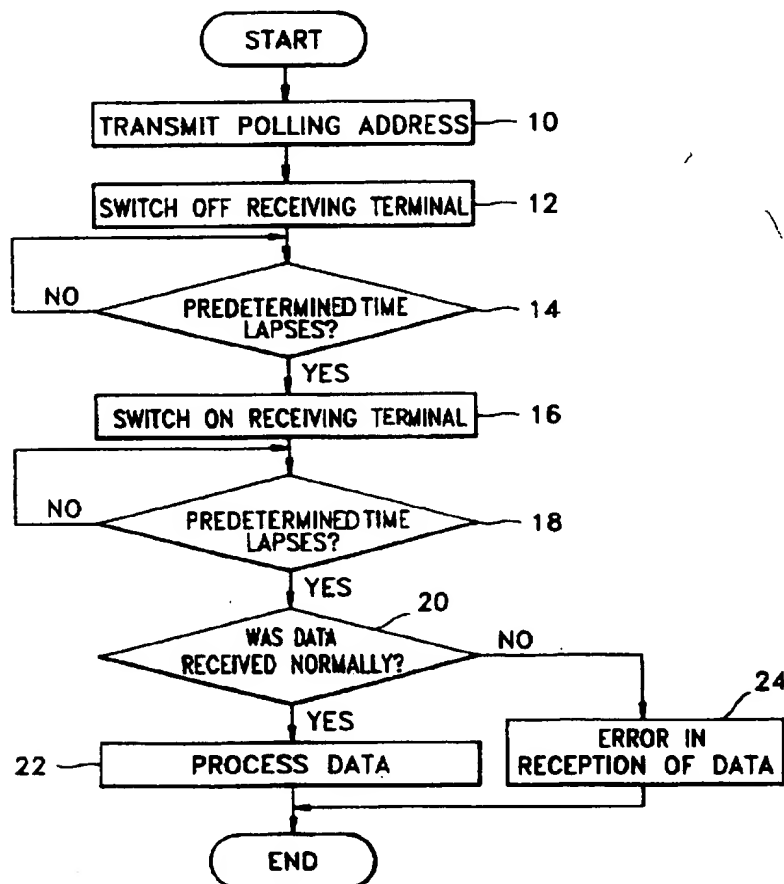 START
TRANSMIT POLLING ADDRESS
10
SWITCH OFF RECEIVING TERMINAL
12
NO
PREDETERMINED TIME
LAPSES?
14
YES
SWITCH ON RECEIVING TERMINAL
16
NO
PREDETERMINED TIME
LAPSES?
18
YES
20
WAS DATA
RECEIVED NORMALLY?
NO
24
YES
22
PROCESS DATA
ERROR IN
RECEPTION OF DATA
END